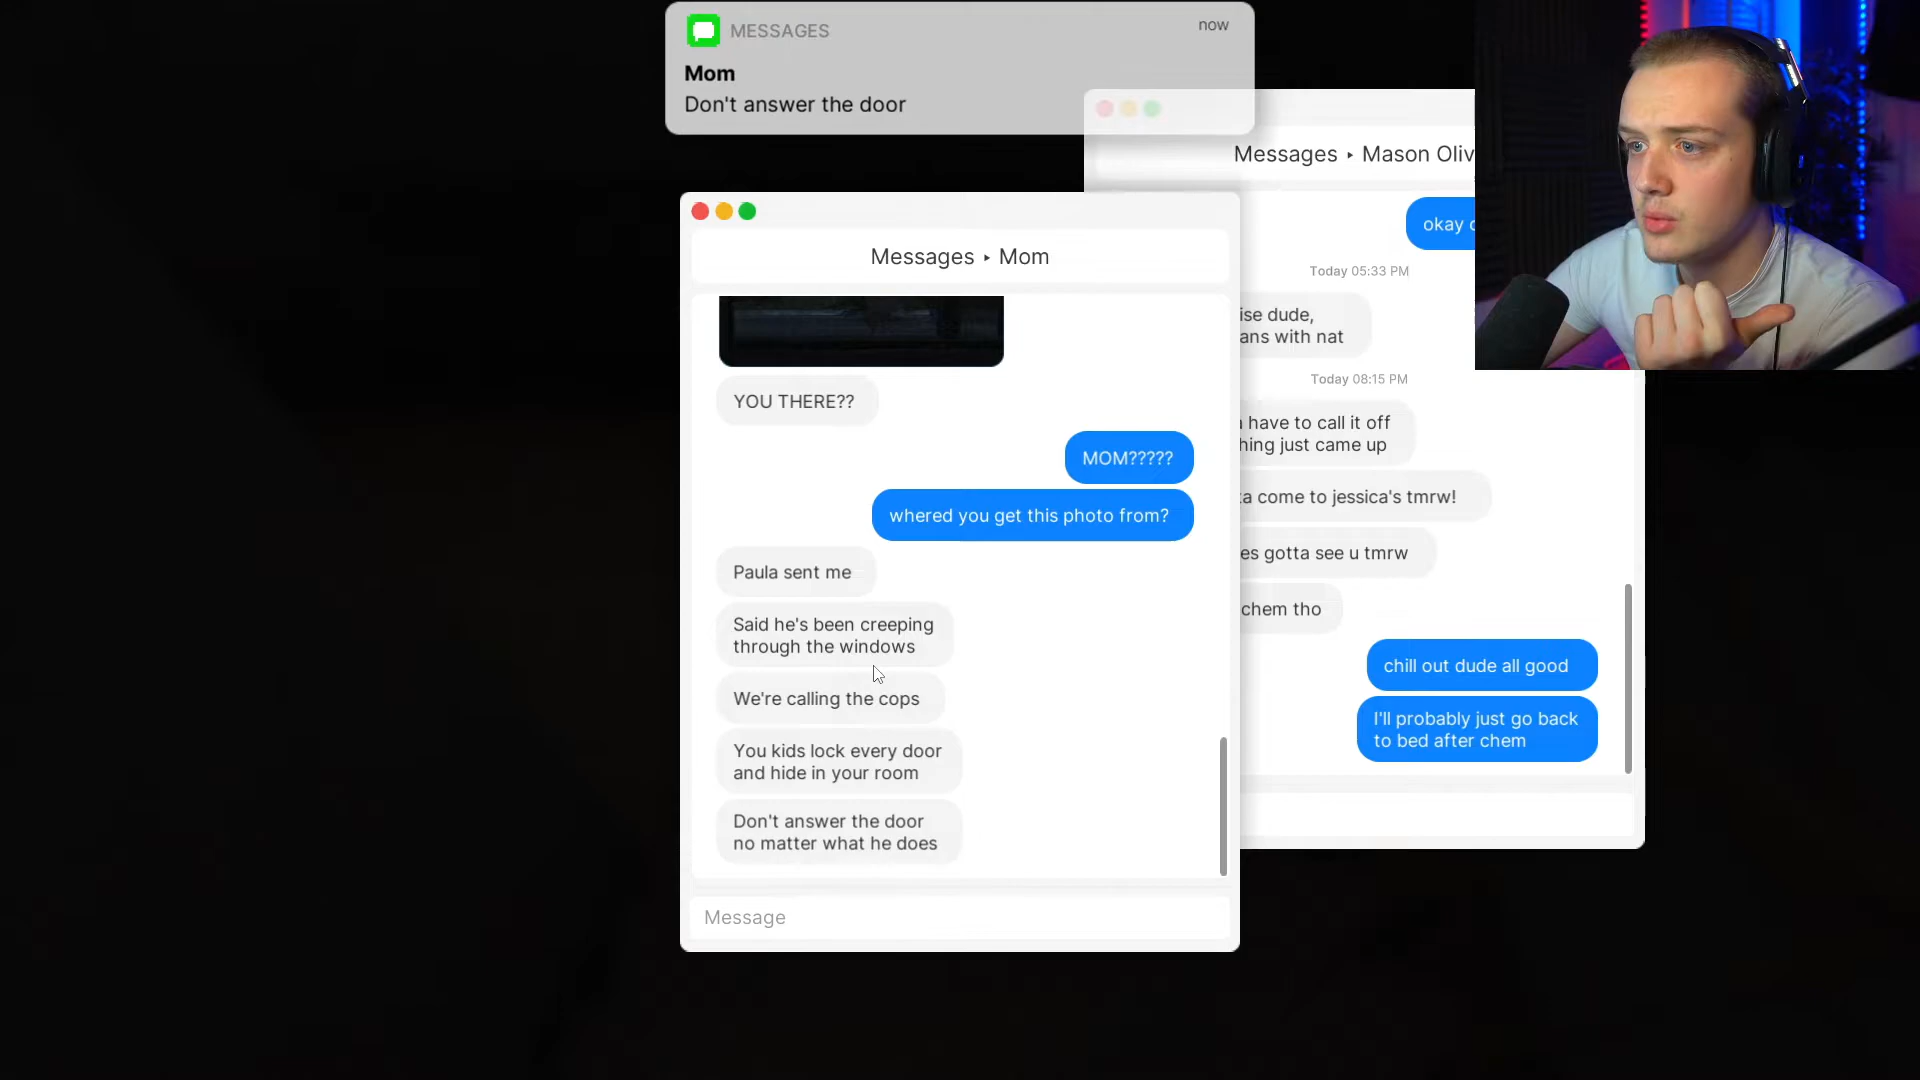 MESSAGES
now
Mom
Don't answer the door
Messages ▸ Mom
YOU THERE??
MOM?????
whered you get this photo from?
Paula sent me
Said he's been creeping
through the windows
We're calling the cops
You kids lock every door
and hide in your room
Don't answer the door
no matter what he does
Message
Messages ▸ Mason Oliv
okay
Today 05:33 PM
ise dude,
ans with nat
Today 08:15 PM
have to call it off
hing just came up
a come to jessica's tmrw!
es gotta see u tmrw
chem tho
chill out dude all good
I'll probably just go back
to bed after chem